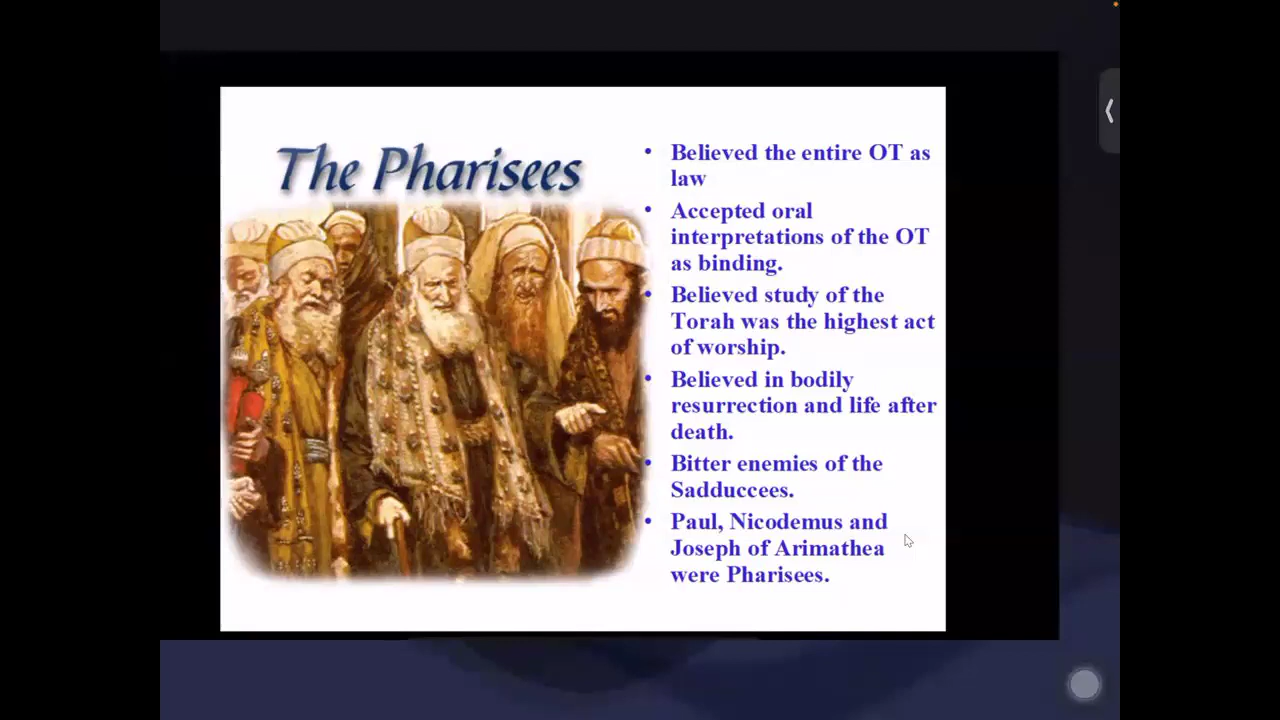 The Pharisees
• Believed the entire OT as
law
• Accepted oral
interpretations of the OT
as binding.
• Believed study of the
Torah was the highest act
of worship.
• Believed in bodily
resurrection and life after
death.
• Bitter enemies of the
Sadduccees.
• Paul, Nicodemus and
Joseph of Arimathea
were Pharisees.